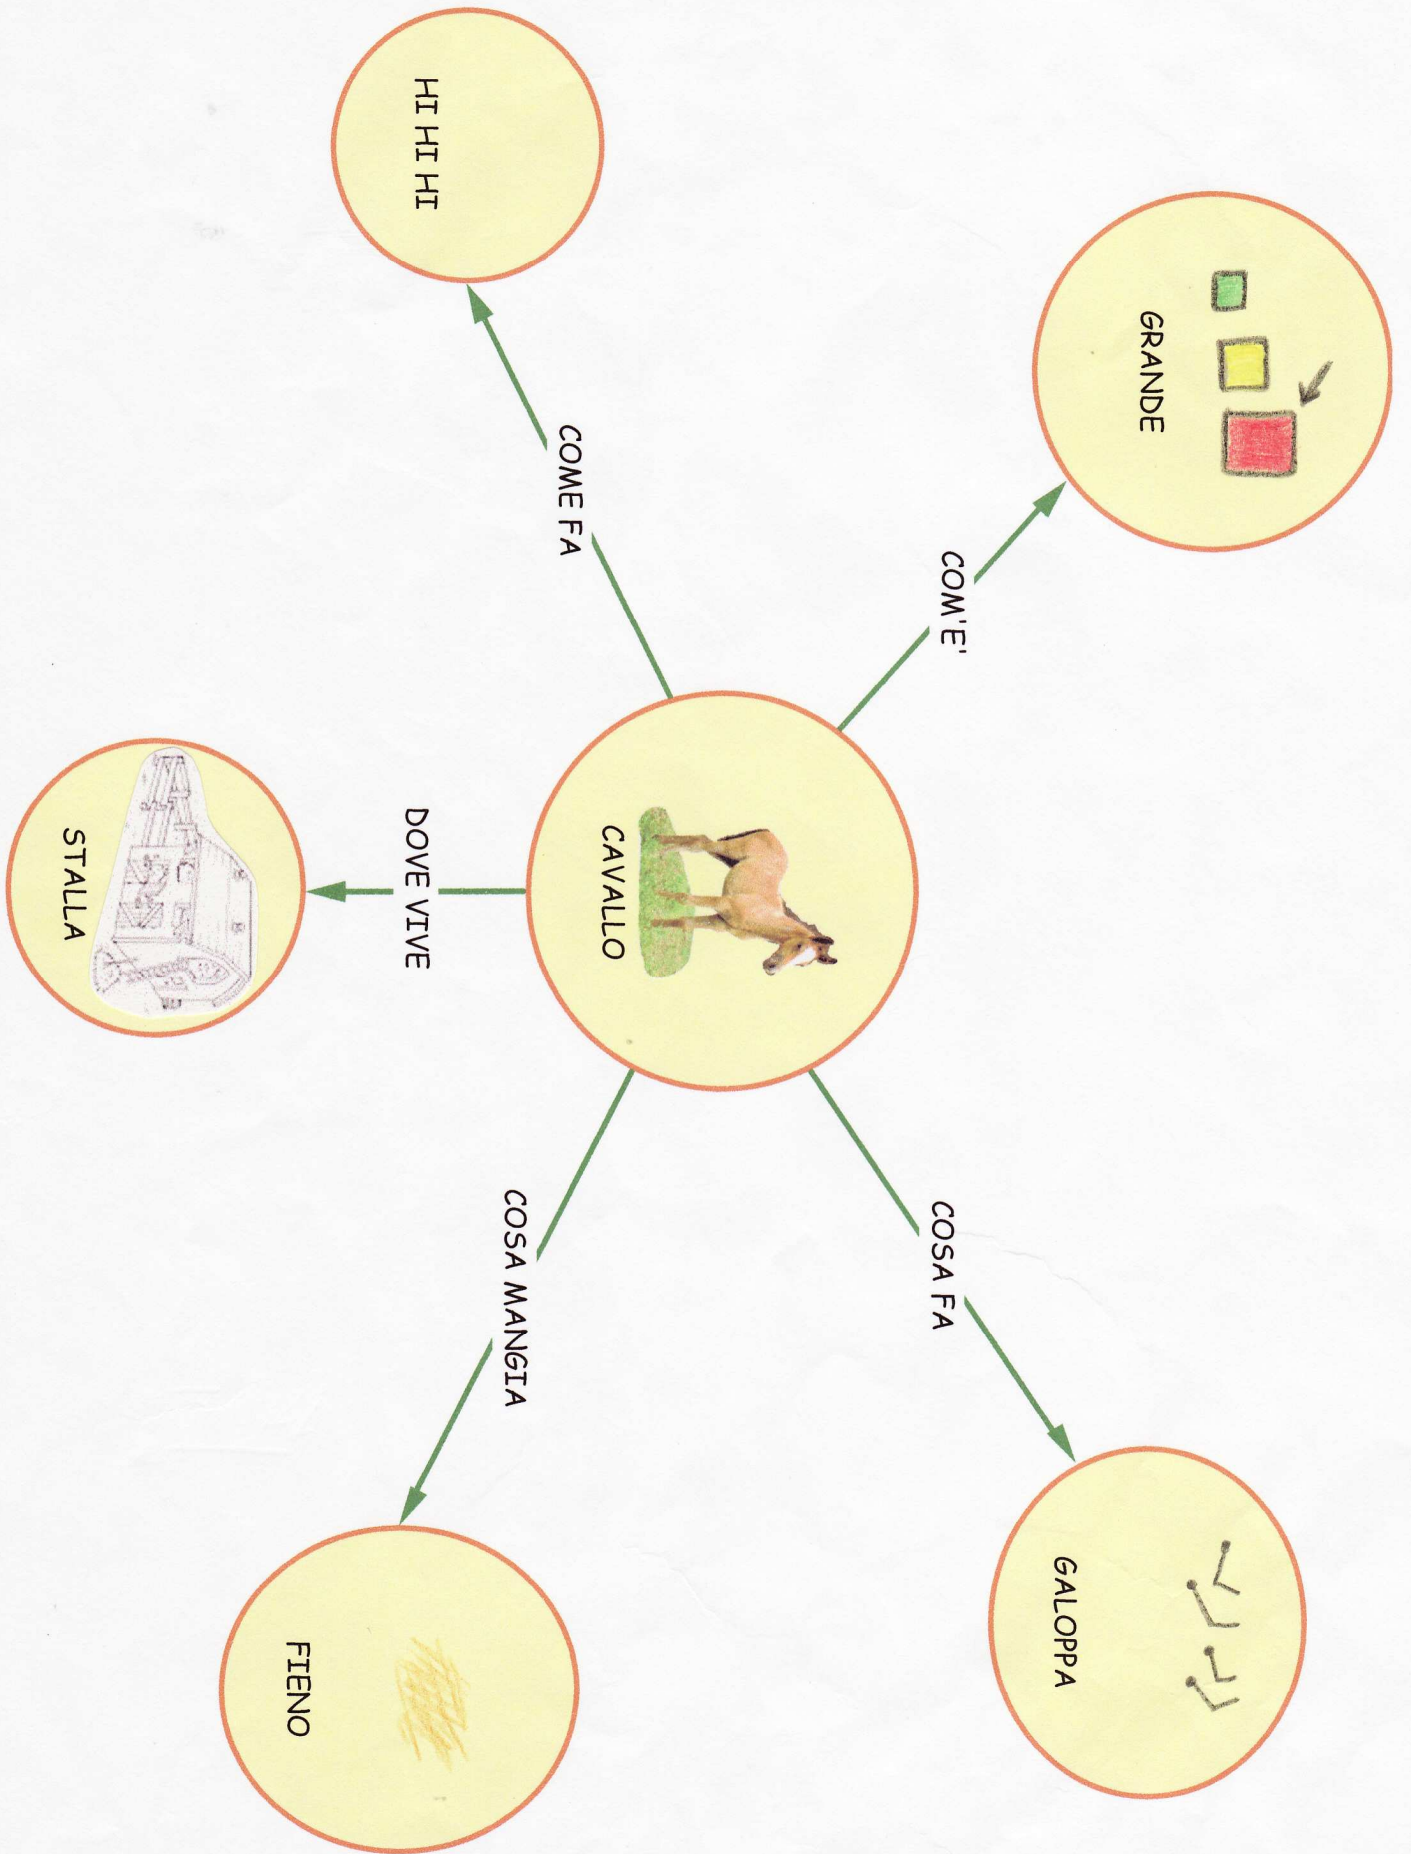 GRANDE
COM'E'
COSA FA
GALOPPA
CAVALLO
COME FA
HI HI HI
DOVE VIVE
STALLA
COSA MANGIA
FIENO